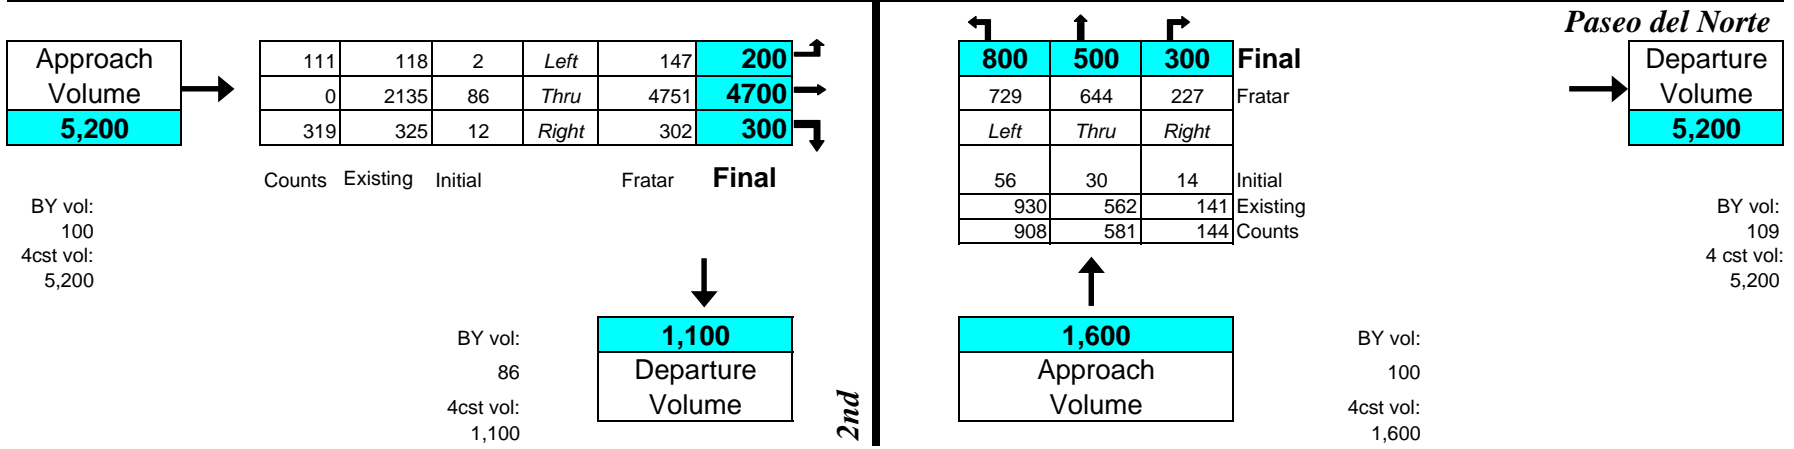 Paseo del Norte
Approach
Volume
5,200
111 118 2 Left 147 200
0 2135 86 Thru 4751 4700
319 325 12 Right 302 300
Counts Existing Initial Fratar Final
BY vol:
100
4cst vol:
5,200
BY vol:
86
4cst vol:
1,100
1,100
Departure
Volume
2nd
800 500 300 Final
729 644 227 Fratar
Left Thru Right
56 30 14 Initial
930 562 141 Existing
908 581 144 Counts
1,600
Approach
Volume
BY vol:
100
4cst vol:
1,600
Departure
Volume
5,200
BY vol:
109
4 cst vol:
5,200